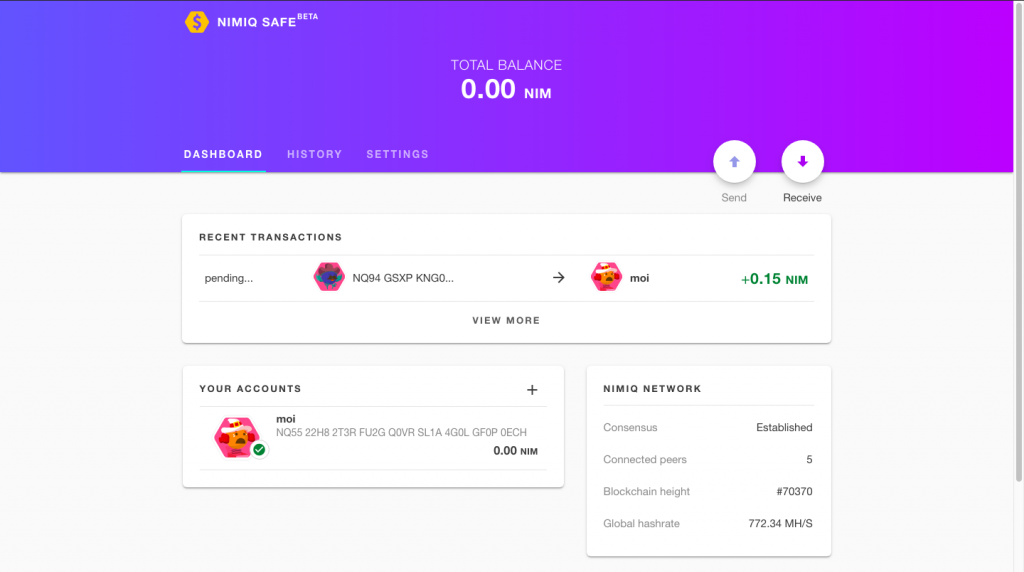 $ NIMIQ SAFE BETA
TOTAL BALANCE
0.00 NIM
DASHBOARD HISTORY SETTINGS
Send Receive
RECENT TRANSACTIONS
pending... NQ94 GSXP KNG0... moi +0.15 NIM
VIEW MORE
YOUR ACCOUNTS
moi
NQ55 22H8 2T3R FU2G Q0VR SL1A 4G0L GF0P 0ECH
0.00 NIM
NIMIQ NETWORK
Consensus Established
Connected peers 5
Blockchain height #70370
Global hashrate 772.34 MH/S